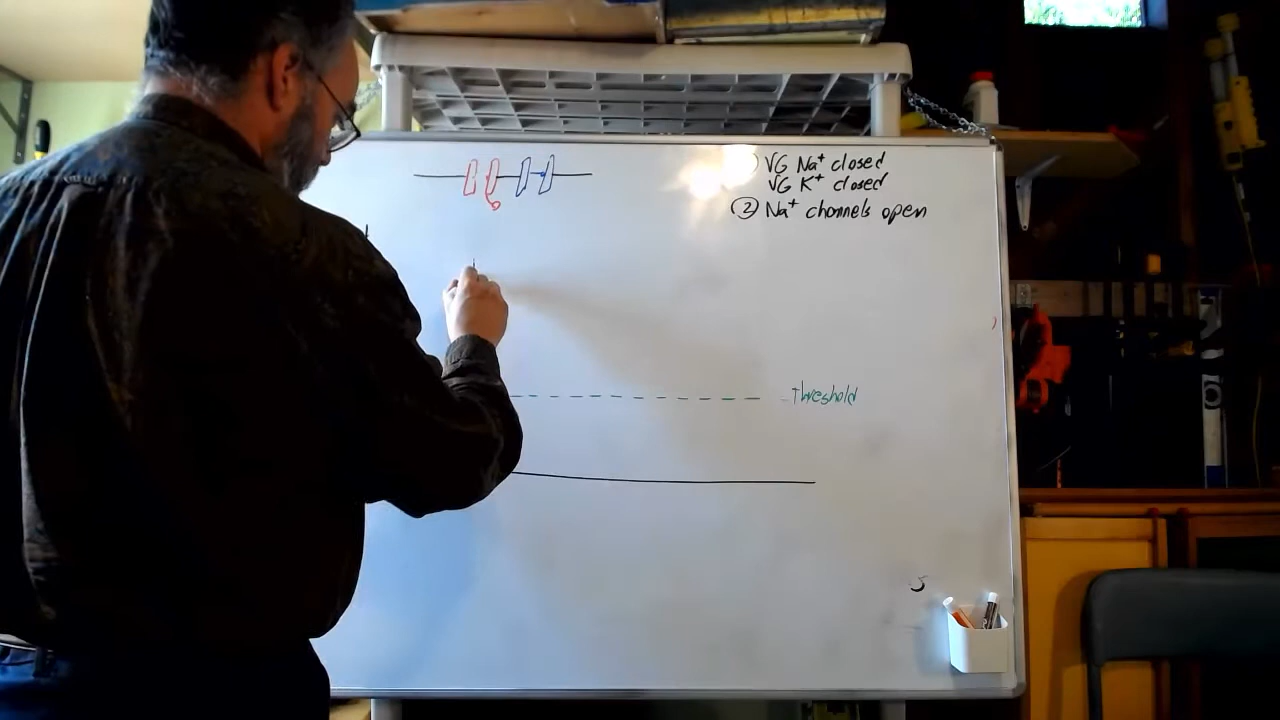 VG Na⁺ closed
VG K⁺ closed
② Na⁺ channels open
Threshold